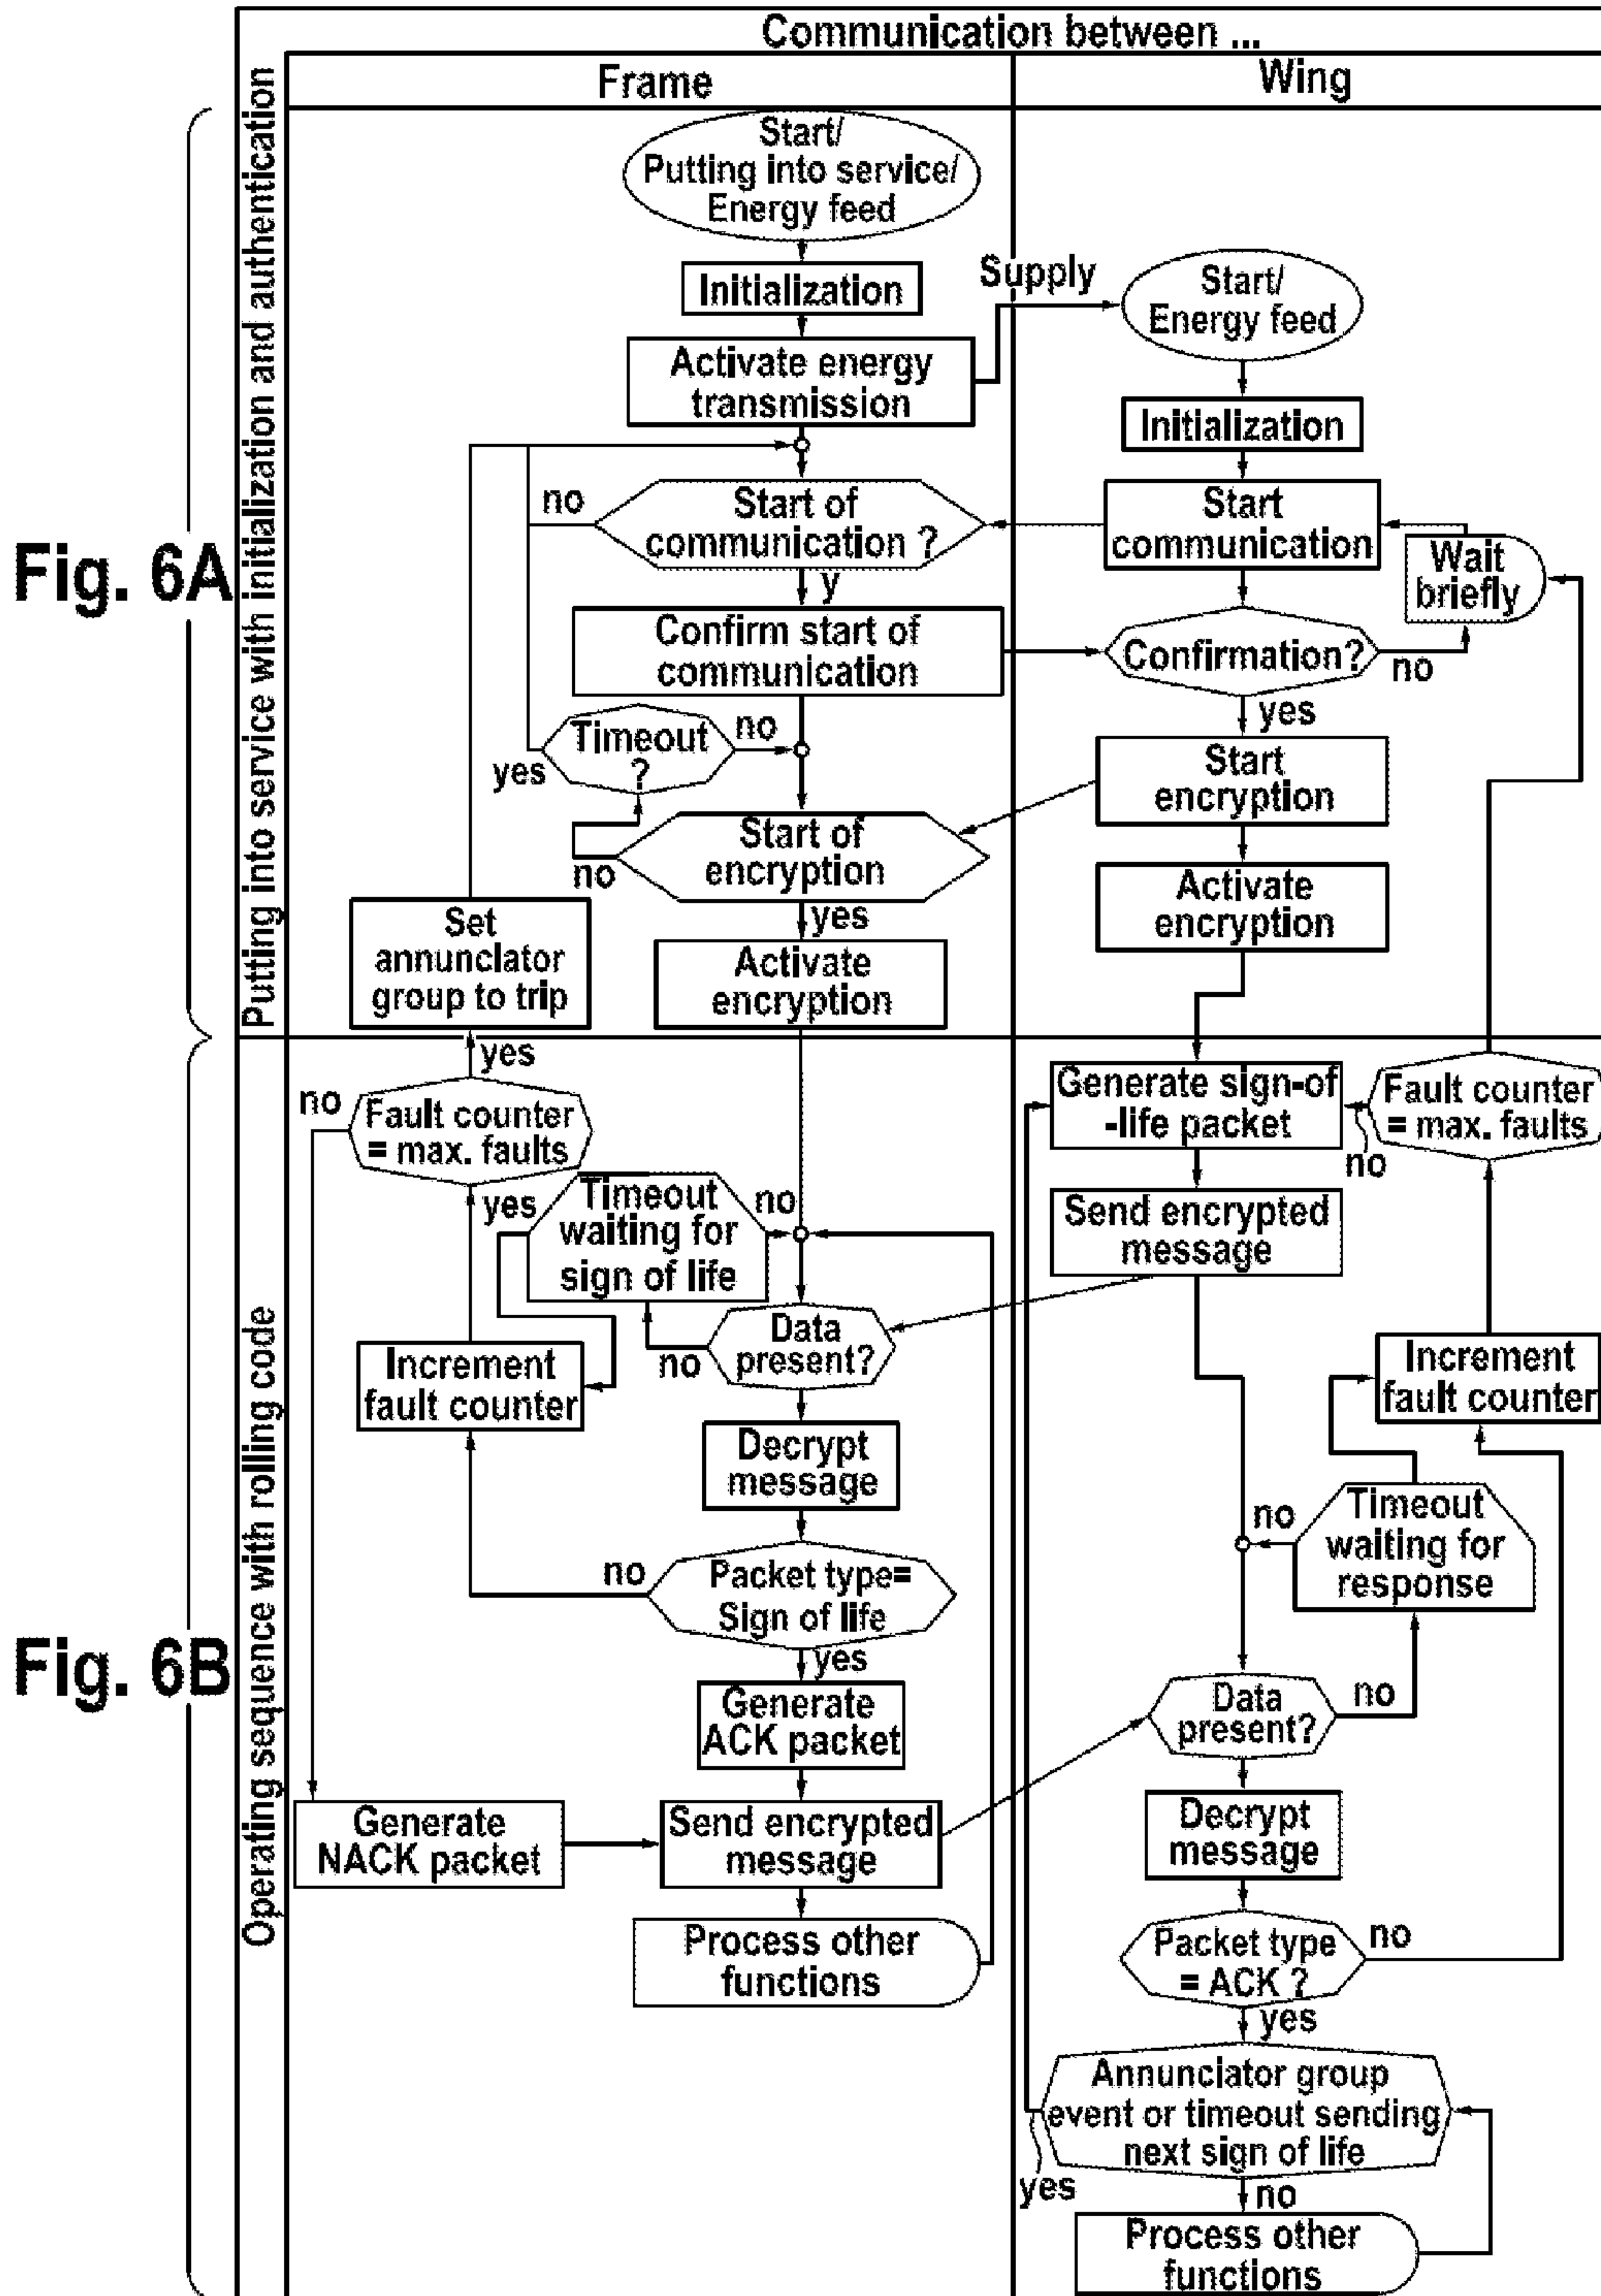 Communication between ...
Frame
Wing
Fig. 6A
Putting into service with initialization and authentication
Start/
Putting into service/
Energy feed
Initialization
Supply
Start/
Energy feed
Activate energy
transmission
Initialization
no
Start of
communication ?
Start
communication
Wait
briefly
y
Confirm start of
communication
Confirmation?
no
yes
Timeout
?
no
yes
Start
encryption
Start of
encryption
no
yes
Activate
encryption
Set
annunclator
group to trip
Activate
encryption
Fig. 6B
Operating sequence with rolling code
yes
no
Fault counter
= max. faults
Generate sign-of
-life packet
Fault counter
= max. faults
no
yes
Timeout
waiting for
sign of life
no
Send encrypted
message
Data
present?
no
Increment
fault counter
Increment
fault counter
Decrypt
message
Timeout
waiting for
response
no
no
Packet type=
Sign of life
yes
Generate
ACK packet
Data
present?
no
Generate
NACK packet
Send encrypted
message
Decrypt
message
Process other
functions
Packet type
= ACK ?
no
yes
Annunciator group
event or timeout sending
next sign of life
yes
no
Process other
functions